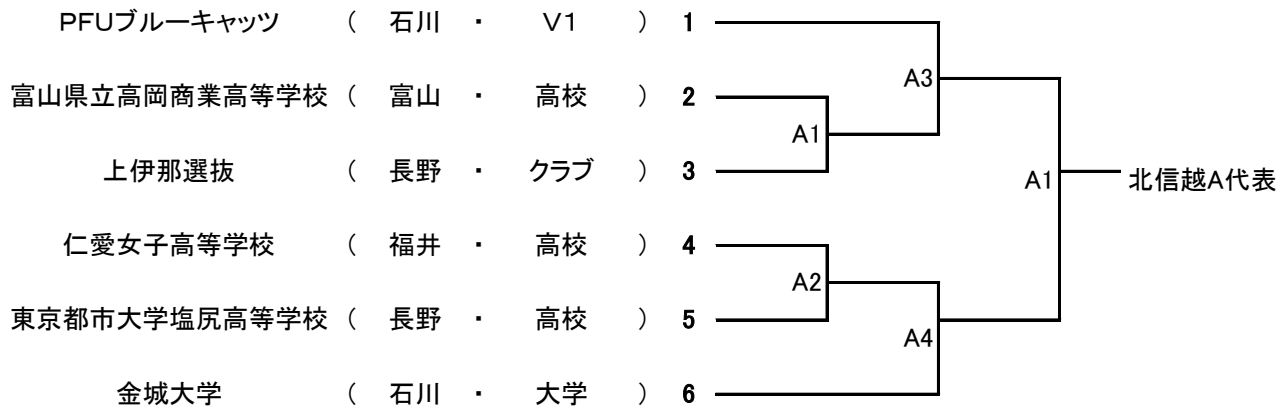 PFUブルーキャッツ ( 石川 ・ V1 ) 1
A3
富山県立高岡商業高等学校 ( 富山 ・ 高校 ) 2
A1
上伊那選抜 ( 長野 ・ クラブ ) 3
A1 北信越A代表
仁愛女子高等学校 ( 福井 ・ 高校 ) 4
A2
東京都市大学塩尻高等学校 ( 長野 ・ 高校 ) 5
A4
金城大学 ( 石川 ・ 大学 ) 6